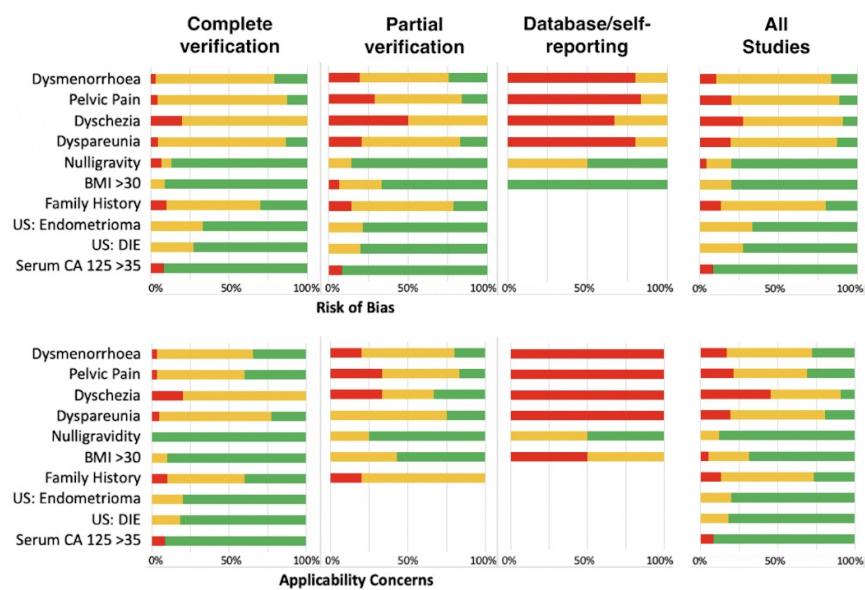 Complete verification
Partial verification
Database/self-reporting
All Studies
Dysmenorrhoea
Pelvic Pain
Dyschezia
Dyspareunia
Nulligravity
BMI >30
Family History
US: Endometrioma
US: DIE
Serum CA 125 >35
0% 50% 100% 0% 50% 100% 0% 50% 100% 0% 50% 100%
Risk of Bias
Dysmenorrhoea
Pelvic Pain
Dyschezia
Dyspareunia
Nulligravidity
BMI >30
Family History
US: Endometrioma
US: DIE
Serum CA 125 >35
0% 50% 100% 0% 50% 100% 0% 50% 100% 0% 50% 100%
Applicability Concerns